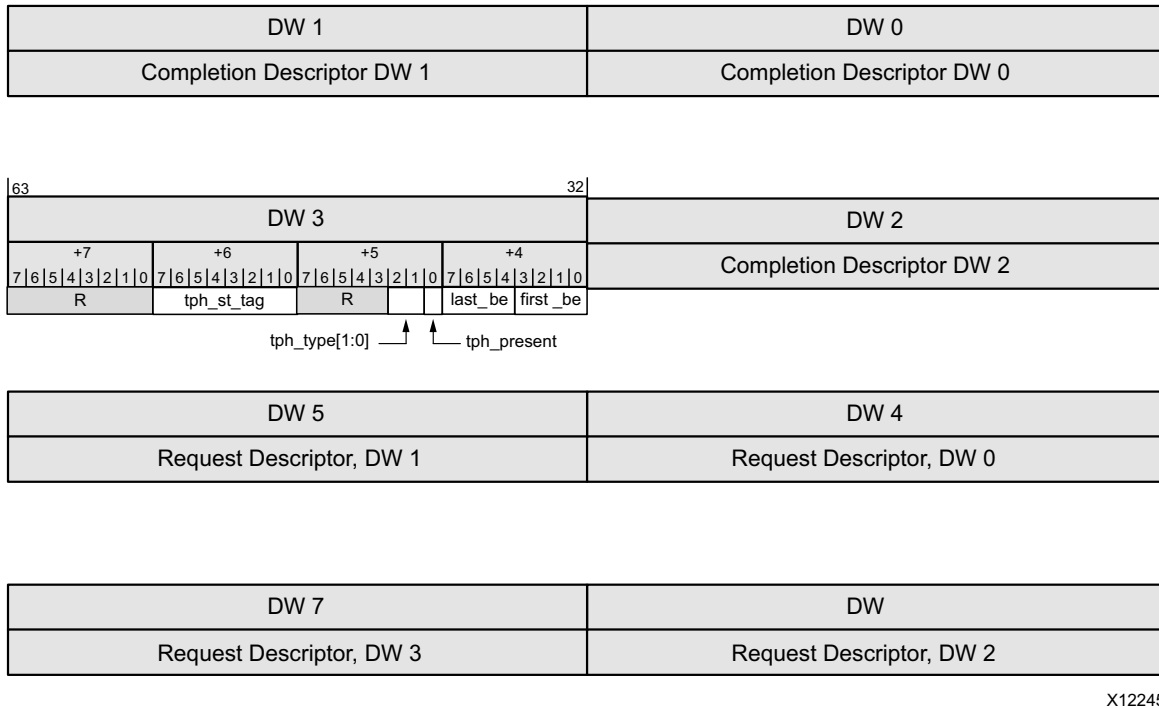 DW 1 DW 0
Completion Descriptor DW 1 Completion Descriptor DW 0
63 32
DW 3 DW 2
+7 +6 +5 +4
Completion Descriptor DW 2
7 6 5 4 3 2 1 0 7 6 5 4 3 2 1 0 7 6 5 4 3 2 1 0 7 6 5 4 3 2 1 0
R tph_st_tag R last_be first _be
tph_type[1:0] tph_present
DW 5 DW 4
Request Descriptor, DW 1 Request Descriptor, DW 0
DW 7 DW
Request Descriptor, DW 3 Request Descriptor, DW 2
X12245